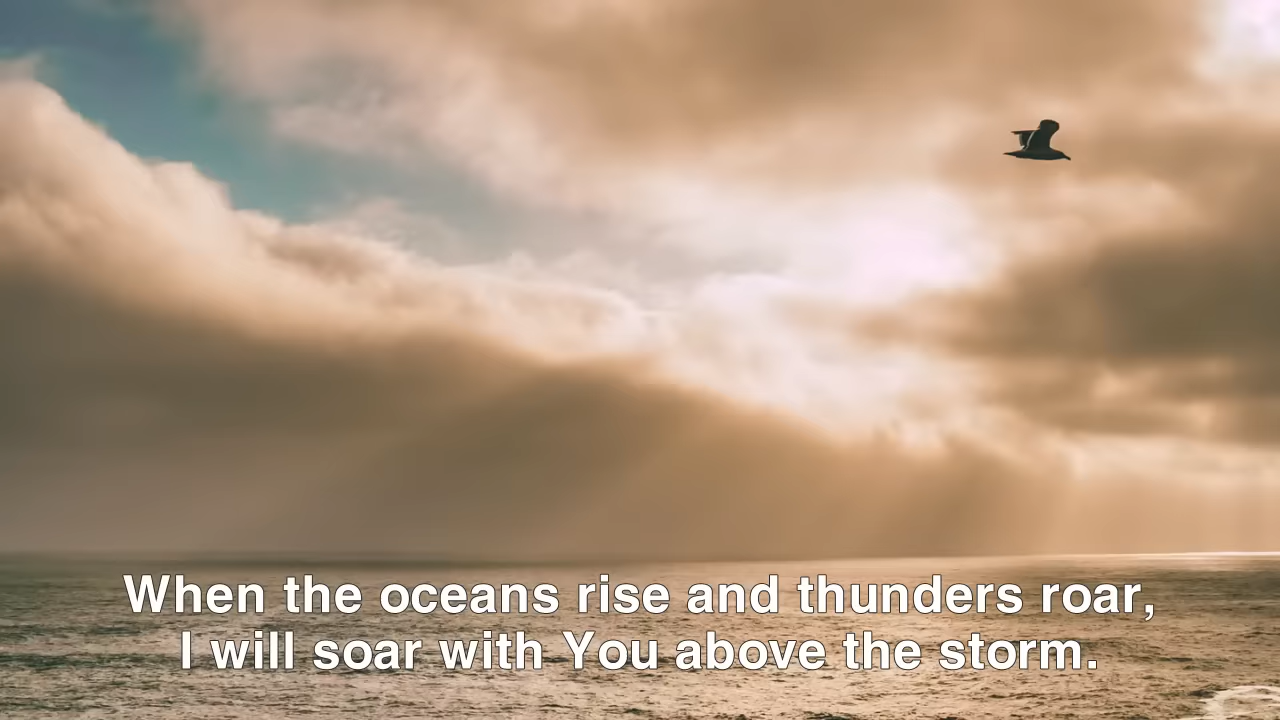 When the oceans rise and thunders roar,
I will soar with You above the storm.